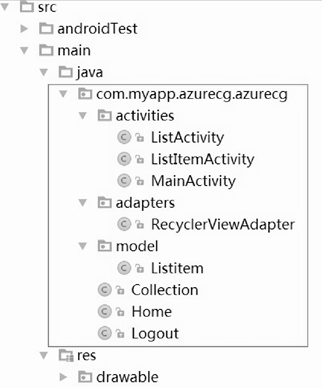 src
androidTest
main
java
com.myapp.azurecg.azurecg
activities
ListActivity
ListItemActivity
MainActivity
adapters
RecyclerViewAdapter
model
Listitem
Collection
Home
Logout
res
drawable